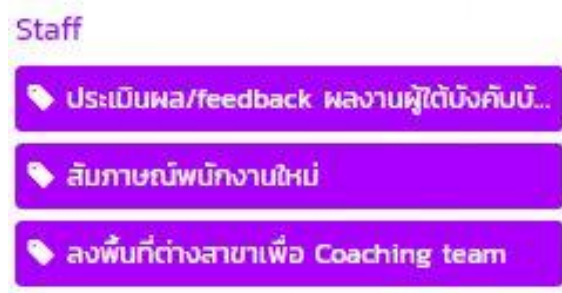 Staff
ประเมินผล/feedback ผลงานผู้ใต้บังคับบั...
สัมภาษณ์พนักงานใหม่
ลงพื้นที่ต่างสาขาเพื่อ Coaching team